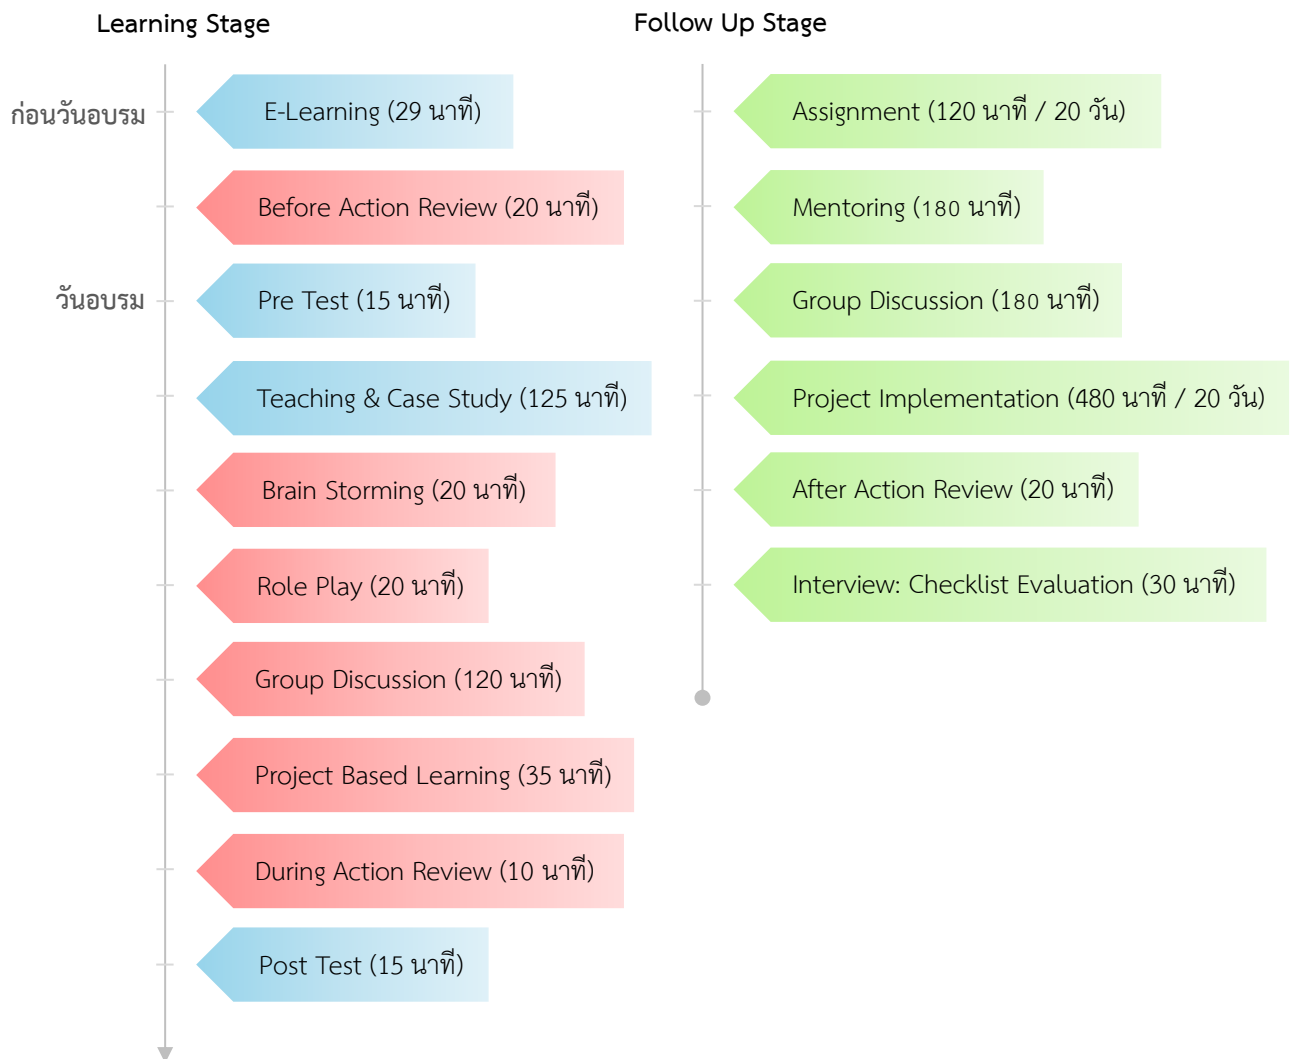 Learning Stage
ก่อนวันอบรม
E-Learning (29 นาที)
Before Action Review (20 นาที)
วันอบรม
Pre Test (15 นาที)
Teaching & Case Study (125 นาที)
Brain Storming (20 นาที)
Role Play (20 นาที)
Group Discussion (120 นาที)
Project Based Learning (35 นาที)
During Action Review (10 นาที)
Post Test (15 นาที)
Follow Up Stage
Assignment (120 นาที / 20 วัน)
Mentoring (180 นาที)
Group Discussion (180 นาที)
Project Implementation (480 นาที / 20 วัน)
After Action Review (20 นาที)
Interview: Checklist Evaluation (30 นาที)